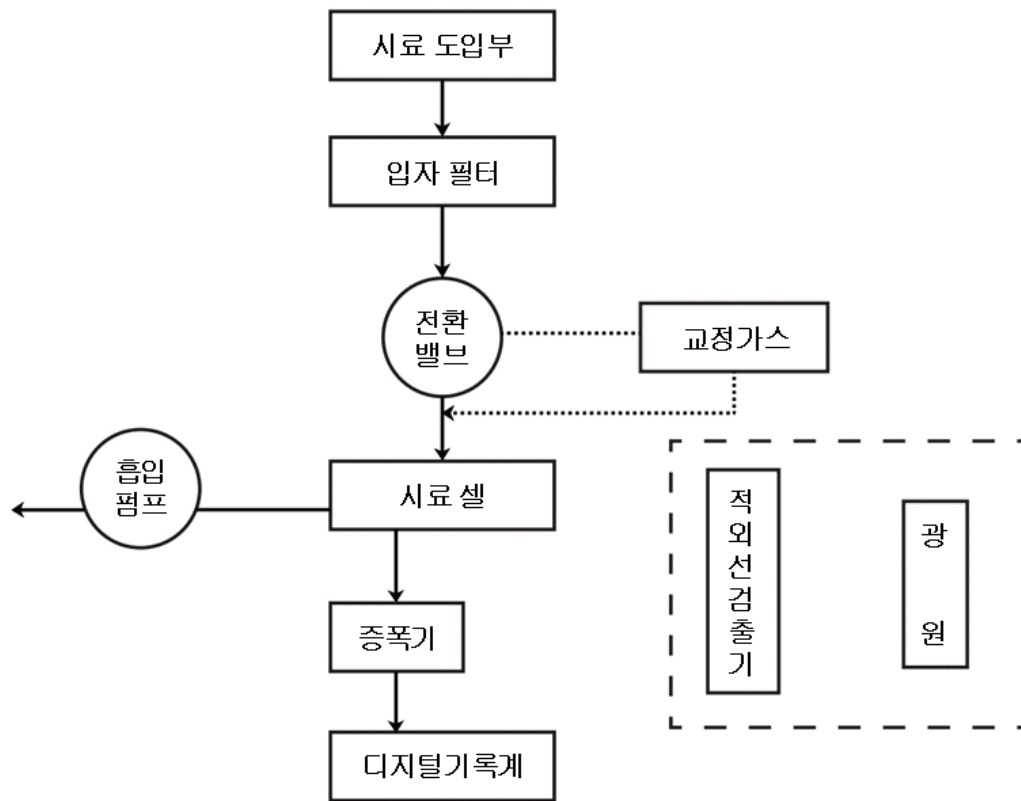 시료 도입부
입자 필터
전환
밸브
교정가스
흡입
펌프
시료 셀
적
외
선
검
출
기
광
원
증폭기
디지털기록계